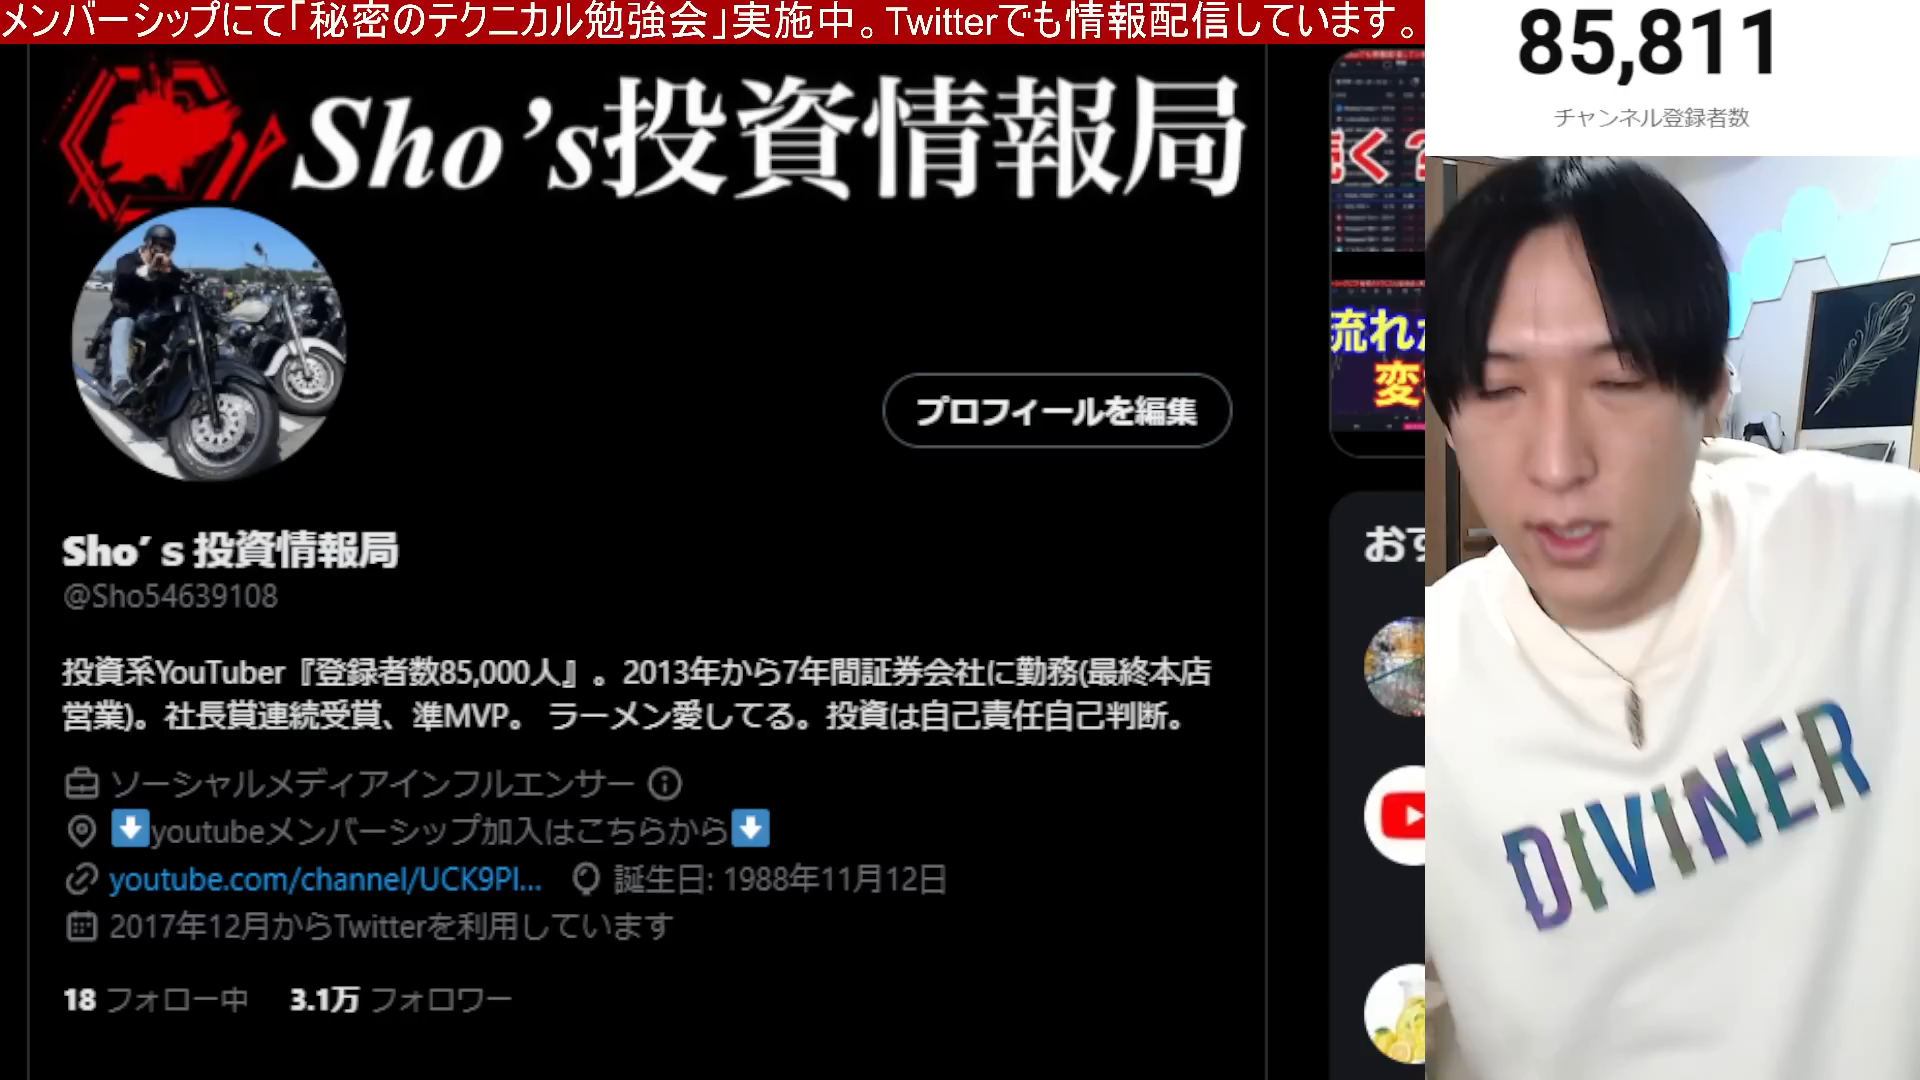 メンバーシップにて「秘密のテクニカル勉強会」実施中。Twitterでも情報配信しています。
85,811
チャンネル登録者数
Sho's投資情報局
プロフィールを編集
Sho′ｓ投資情報局
@Sho54639108
投資系YouTuber『登録者数85,000人』。2013年から7年間証券会社に勤務(最終本店
営業)。社長賞連続受賞、準MVP。 ラーメン愛してる。投資は自己責任自己判断。
ソーシャルメディアインフルエンサー
⬇youtubeメンバーシップ加入はこちらから⬇
youtube.com/channel/UCK9Pl… 誕生日: 1988年11月12日
2017年12月からTwitterを利用しています
18 フォロー中 3.1万 フォロワー
く？
流れ
変
おす
DIVINER